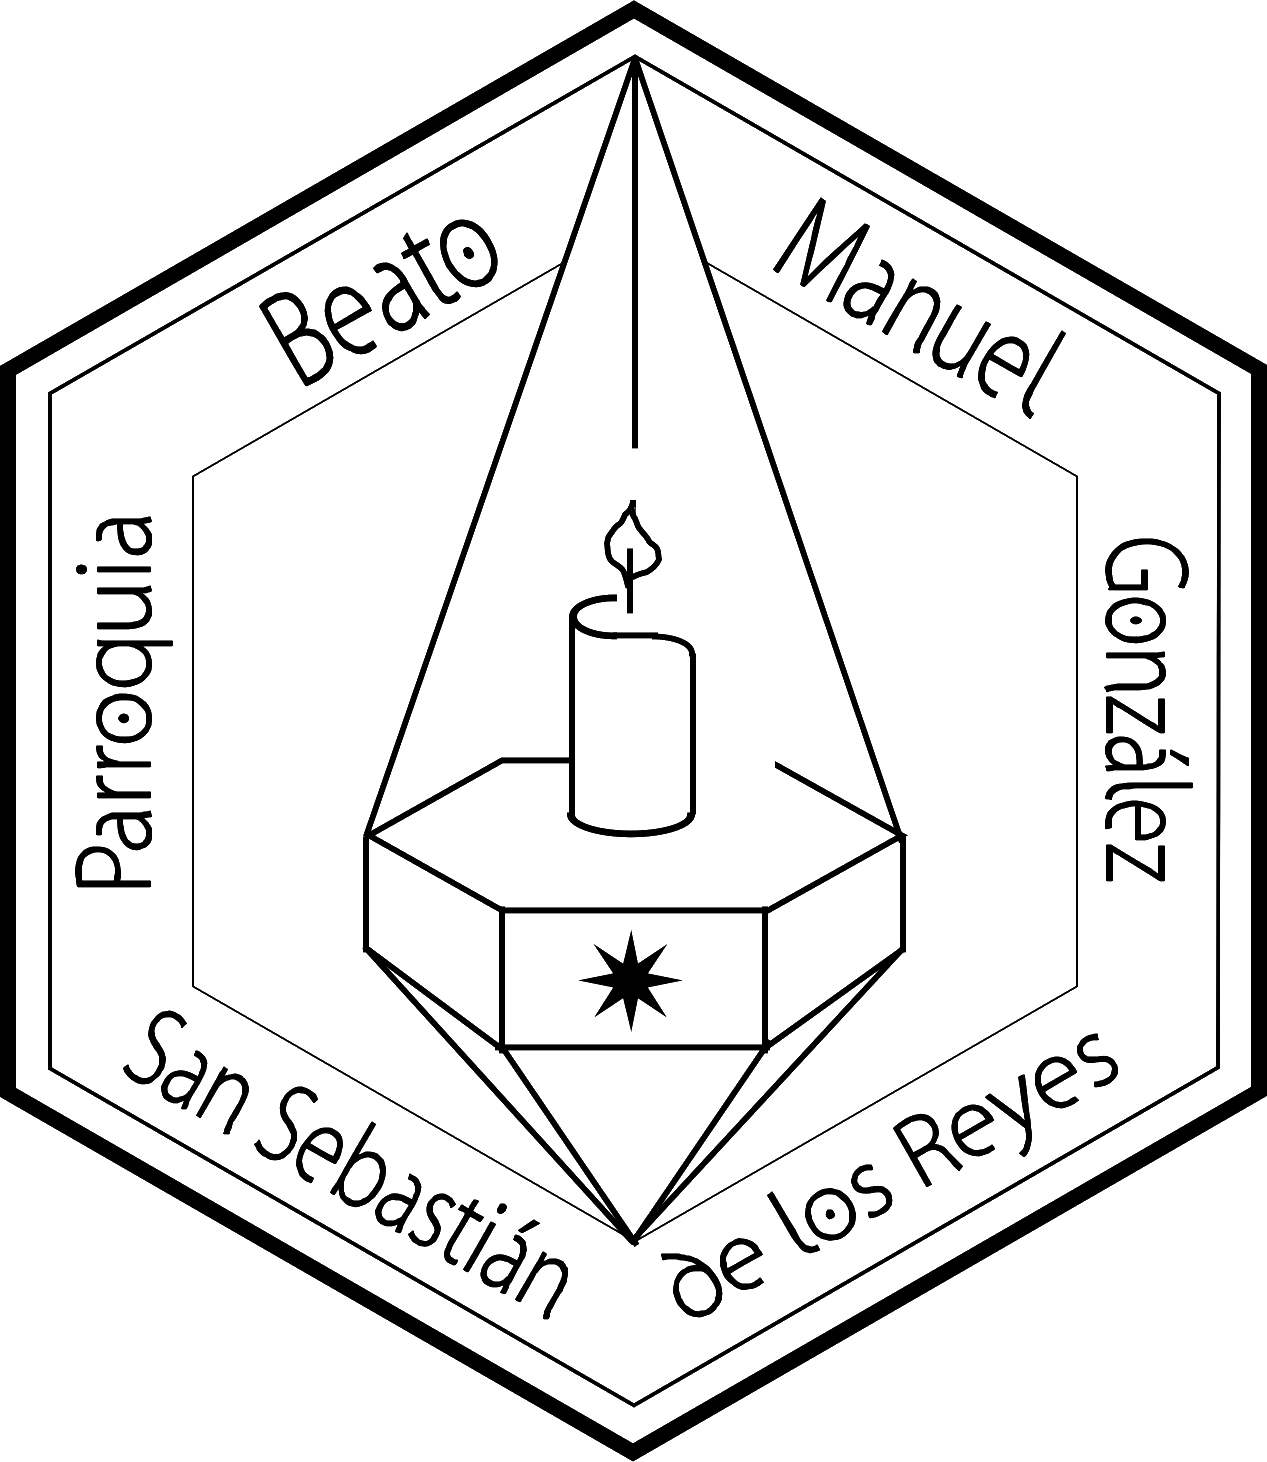 Parroquia
Beato
Manuel
González
San Sebastián
de los Reyes